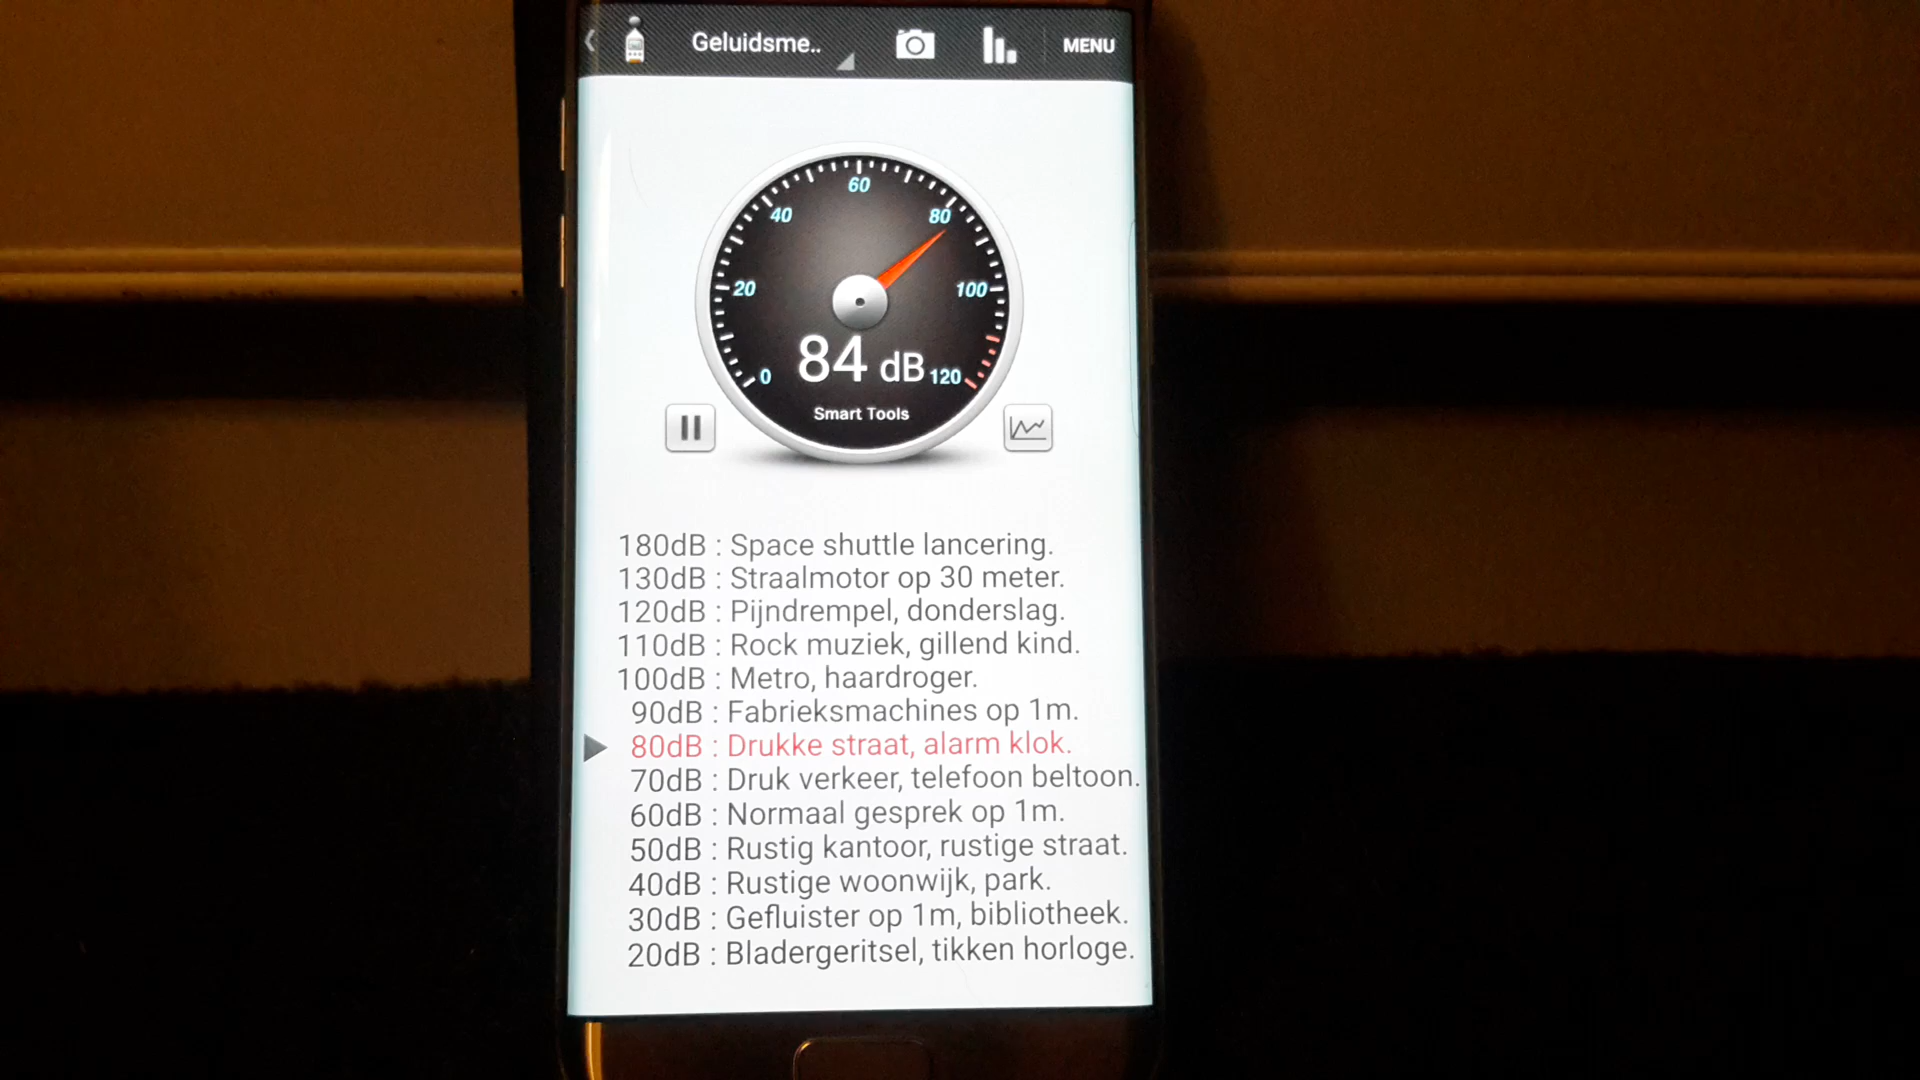 Geluidsme..
MENU
60
40
80
20
100
0
84 dB
120
Smart Tools
180dB : Space shuttle lancering.
130dB : Straalmotor op 30 meter.
120dB : Pijndrempel, donderslag.
110dB : Rock muziek, gillend kind.
100dB : Metro, haardroger.
90dB : Fabrieksmachines op 1m.
80dB : Drukke straat, alarm klok.
70dB : Druk verkeer, telefoon beltoon.
60dB : Normaal gesprek op 1m.
50dB : Rustig kantoor, rustige straat.
40dB : Rustige woonwijk, park.
30dB : Gefluister op 1m, bibliotheek.
20dB : Bladergeritsel, tikken horloge.